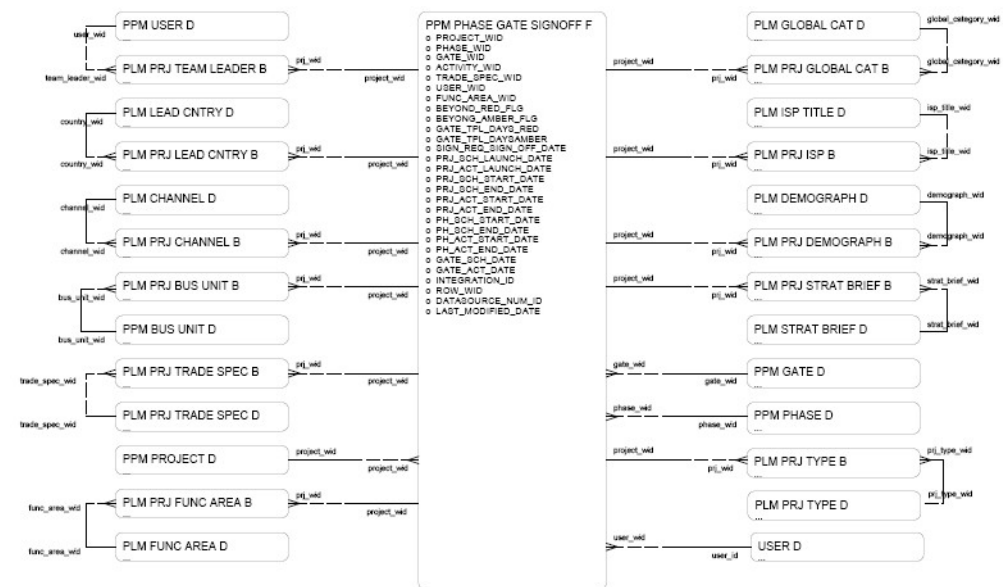 PPM USER D
user_wid
PLM PRJ TEAM LEADER B
prj_wid
team_leader_wid
project_wid
PLM LEAD CNTRY D
country_wid
PLM PRJ LEAD CNTRY B
prj_wid
country_wid
project_wid
PLM CHANNEL D
channel_wid
PLM PRJ CHANNEL B
prj_wid
channel_wid
project_wid
PLM PRJ BUS UNIT B
prj_wid
bus_unit_wid
project_wid
PPM BUS UNIT D
bus_unit_wid
PLM PRJ TRADE SPEC B
prj_wid
trade_spec_wid
project_wid
PLM PRJ TRADE SPEC D
trade_spec_wid
PPM PROJECT D
project_wid
project_wid
PLM PRJ FUNC AREA B
prj_wid
func_area_wid
project_wid
PLM FUNC AREA D
func_area_wid
PPM PHASE GATE SIGNOFF F
o PROJECT_WID
o PHASE_WID
o GATE_WID
o ACTIVITY_WID
o TRADE_SPEC_WID
o USER_WID
o FUNC_AREA_WID
o BEYOND_RED_FLG
o BEYONG_AMBER_FLG
o GATE_TPL_DAYS_RED
o GATE_TPL_DAYSAMBER
o SIGN_REQ_SIGN_OFF_DATE
o PRJ_SCH_LAUNCH_DATE
o PRJ_ACT_LAUNCH_DATE
o PRJ_SCH_START_DATE
o PRJ_SCH_END_DATE
o PRJ_ACT_START_DATE
o PRJ_ACT_END_DATE
o PH_SCH_START_DATE
o PH_SCH_END_DATE
o PH_ACT_START_DATE
o PH_ACT_END_DATE
o GATE_SCH_DATE
o GATE_ACT_DATE
o INTEGRATION_ID
o ROW_WID
o DATASOURCE_NUM_ID
o LAST_MODIFIED_DATE
PLM GLOBAL CAT D
global_category_wid
project_wid
PLM PRJ GLOBAL CAT B
global_category_wid
prj_wid
PLM ISP TITLE D
isp_title_wid
project_wid
PLM PRJ ISP B
isp_title_wid
prj_wid
PLM DEMOGRAPH D
demograph_wid
project_wid
PLM PRJ DEMOGRAPH B
demograph_wid
prj_wid
project_wid
PLM PRJ STRAT BRIEF B
strat_brief_wid
prj_wid
PLM STRAT BRIEF D
strat_brief_wid
gate_wid
PPM GATE D
gate_wid
phase_wid
PPM PHASE D
phase_wid
project_wid
PLM PRJ TYPE B
prj_type_wid
prj_wid
PLM PRJ TYPE D
prj_type_wid
user_wid
USER D
user_id